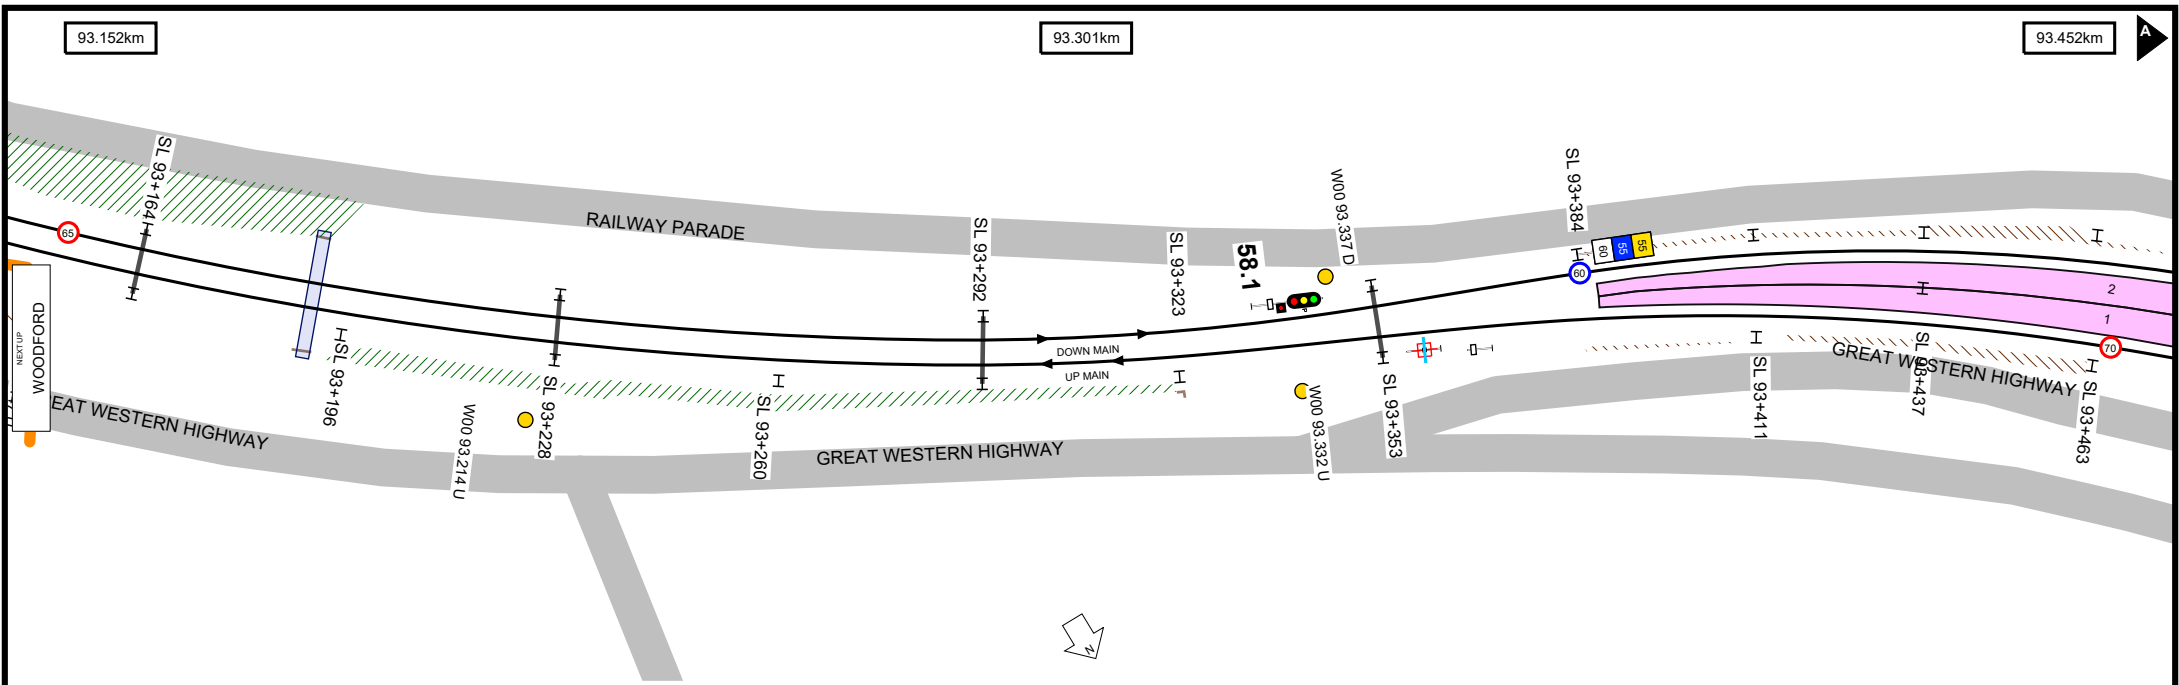 93.152km
93.301km
93.452km
A
SL 93+164
RAILWAY PARADE
SL 93+292
SL 93+323
58.1
W00 93.337 D
SL 93+384
60
55
55
65
60
2
1
70
DOWN MAIN
UP MAIN
NEXT UP
WOODFORD
EAT WESTERN HIGHWAY
SL 93+196
W00 93.214 U
SL 93+228
SL 93+260
GREAT WESTERN HIGHWAY
W00 93.332 U
SL 93+353
SL 93+411
GREAT WESTERN HIGHWAY
SL 93+437
SL 93+463
N